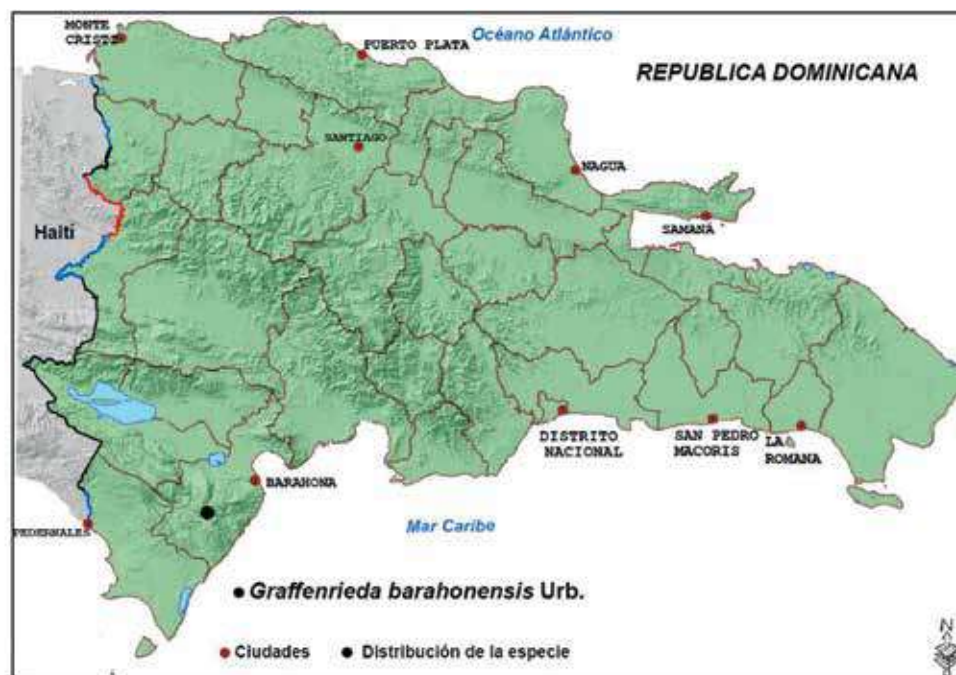 MONTE
CRISTI
PUERTO PLATA
Océano Atlántico
REPUBLICA DOMINICANA
SANTIAGO
NAGUA
Haití
SAMANÁ
DISTRITO
NACIONAL
SAN PEDRO
MACORIS
LA
ROMANA
BARAHONA
PEDERNALES
Mar Caribe
● Graffenrieda barahonensis Urb.
● Ciudades ● Distribución de la especie
N